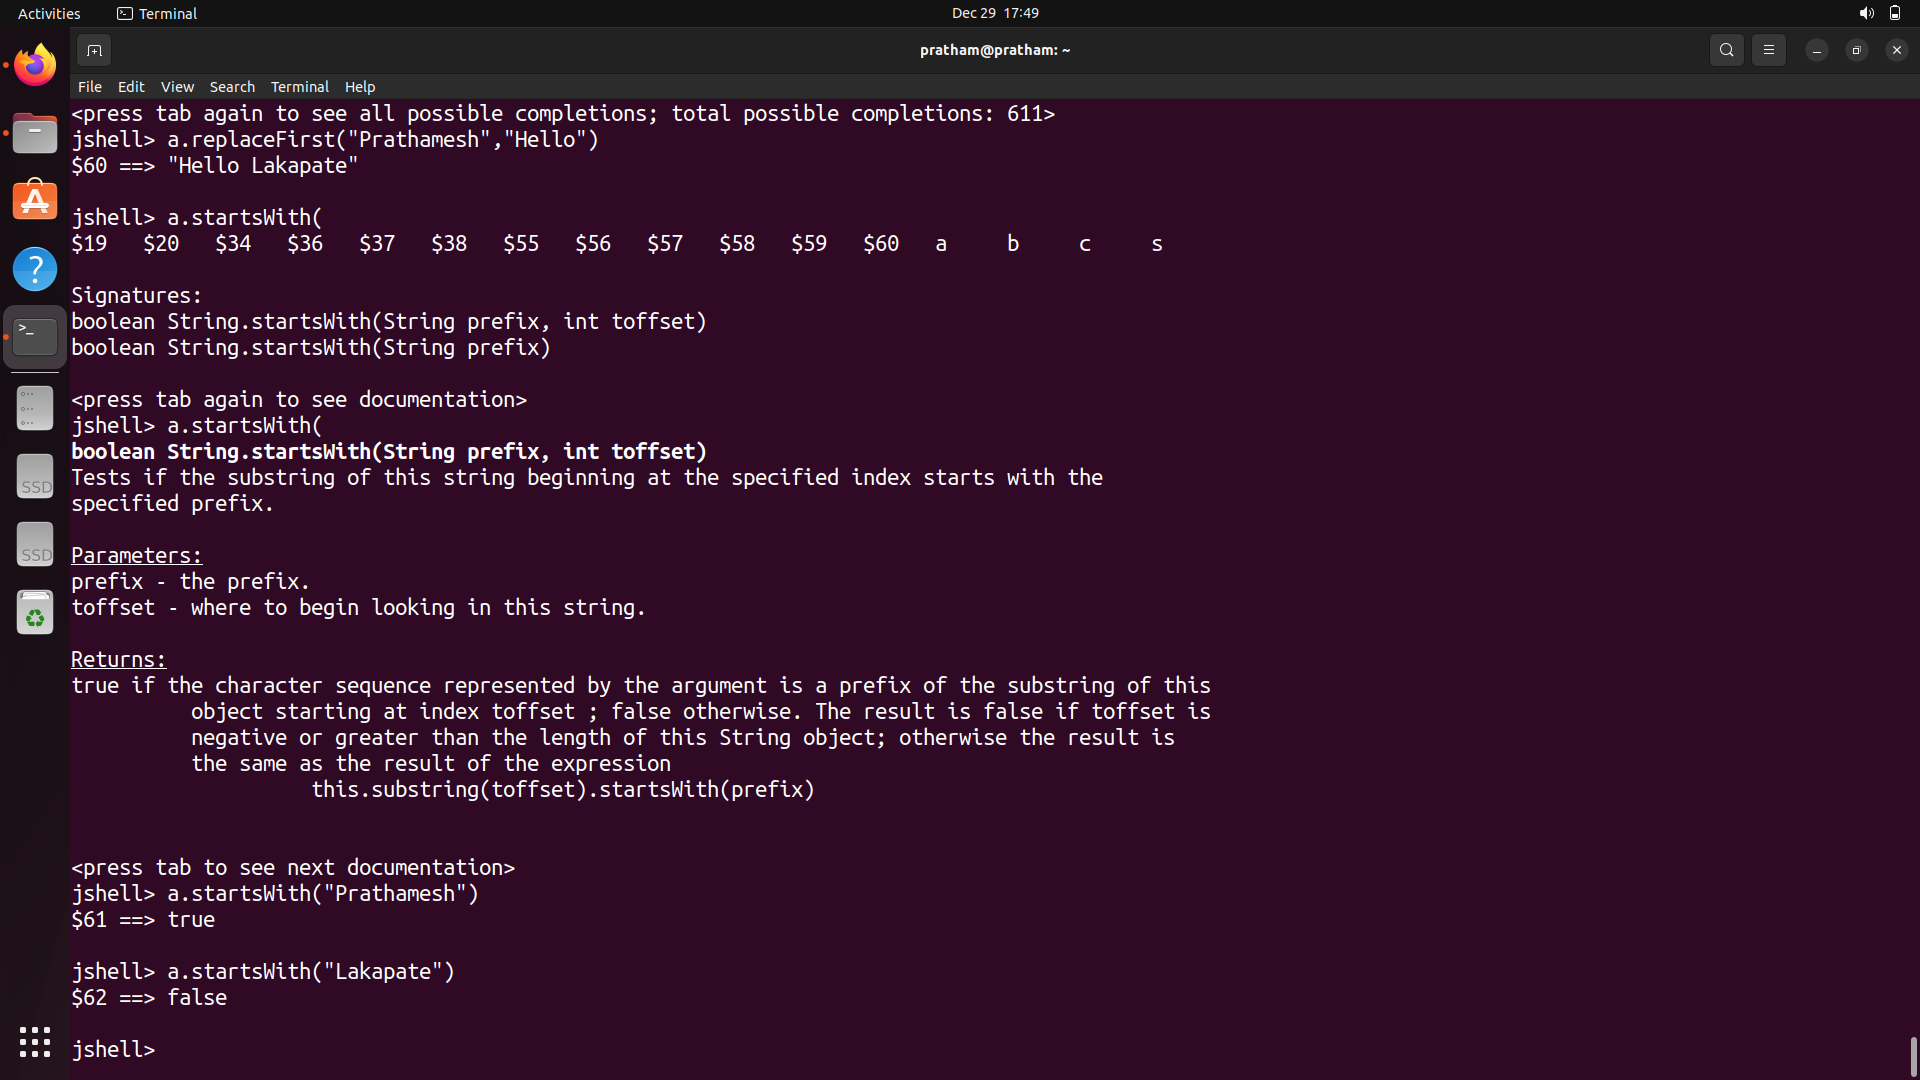 Activities
Terminal
Dec 29 17:49
pratham@pratham: ~
File Edit View Search Terminal Help
<press tab again to see all possible completions; total possible completions: 611>
jshell> a.replaceFirst("Prathamesh","Hello")
$60 ==> "Hello Lakapate"
jshell> a.startsWith(
$19 $20 $34 $36 $37 $38 $55 $56 $57 $58 $59 $60 a b c s
Signatures:
boolean String.startsWith(String prefix, int toffset)
boolean String.startsWith(String prefix)
<press tab again to see documentation>
jshell> a.startsWith(
boolean String.startsWith(String prefix, int toffset)
Tests if the substring of this string beginning at the specified index starts with the
specified prefix.
Parameters:
prefix - the prefix.
toffset - where to begin looking in this string.
Returns:
true if the character sequence represented by the argument is a prefix of the substring of this
object starting at index toffset ; false otherwise. The result is false if toffset is
negative or greater than the length of this String object; otherwise the result is
the same as the result of the expression
this.substring(toffset).startsWith(prefix)
<press tab to see next documentation>
jshell> a.startsWith("Prathamesh")
$61 ==> true
jshell> a.startsWith("Lakapate")
$62 ==> false
jshell>
SSD
SSD